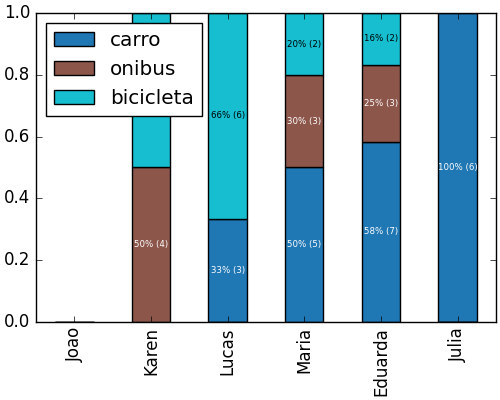 1.0
0.8
0.6
0.4
0.2
0.0
carro
onibus
bicicleta
50% (4)
66% (6)
33% (3)
20% (2)
30% (3)
50% (5)
16% (2)
25% (3)
58% (7)
100% (6)
Joao
Karen
Lucas
Maria
Eduarda
Julia